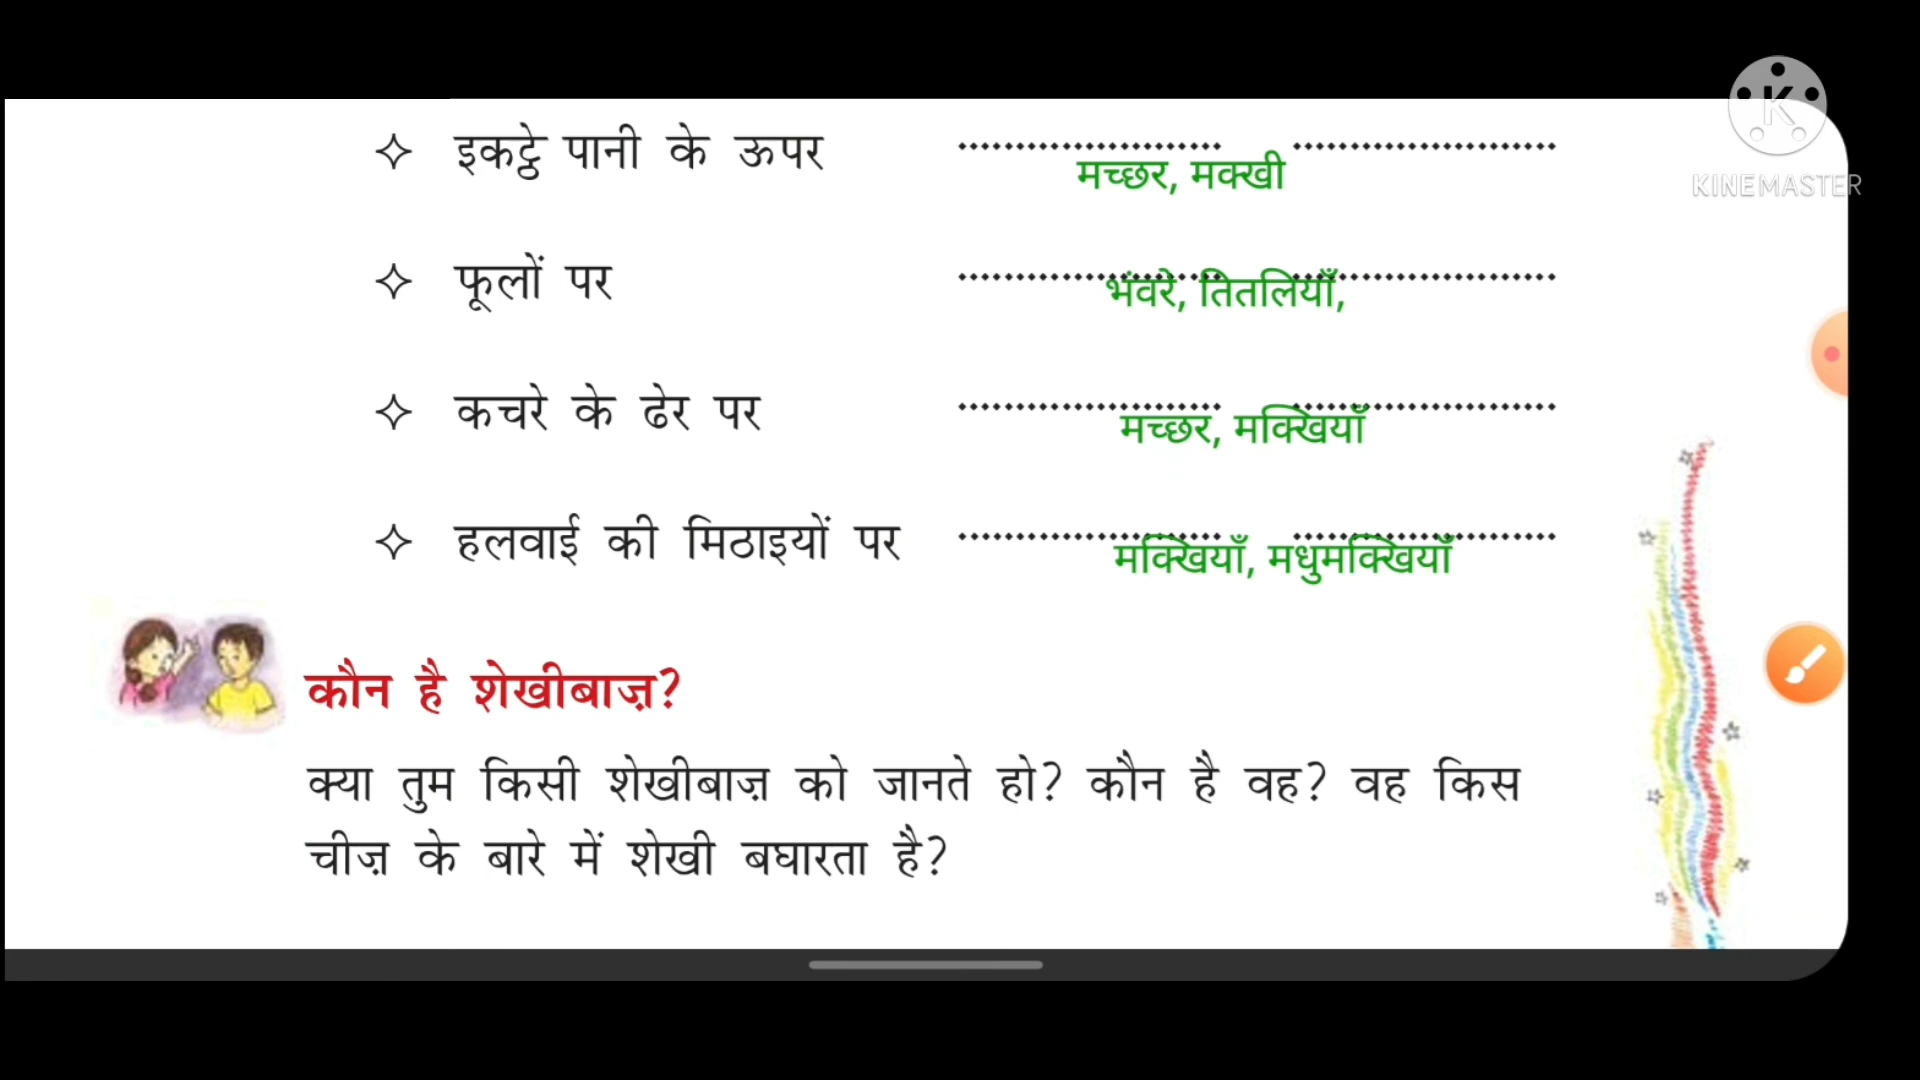 इकट्ठे पानी के ऊपर
मच्छर, मक्खी
KINEMASTER
फूलों पर
भंवरे, तितलियाँ,
कचरे के ढेर पर
मच्छर, मक्खियाँ
हलवाई की मिठाइयों पर
मक्खियाँ, मधुमक्खियाँ
कौन है शेखीबाज़?
क्या तुम किसी शेखीबाज़ को जानते हो? कौन है वह? वह किस
चीज़ के बारे में शेखी बघारता है?